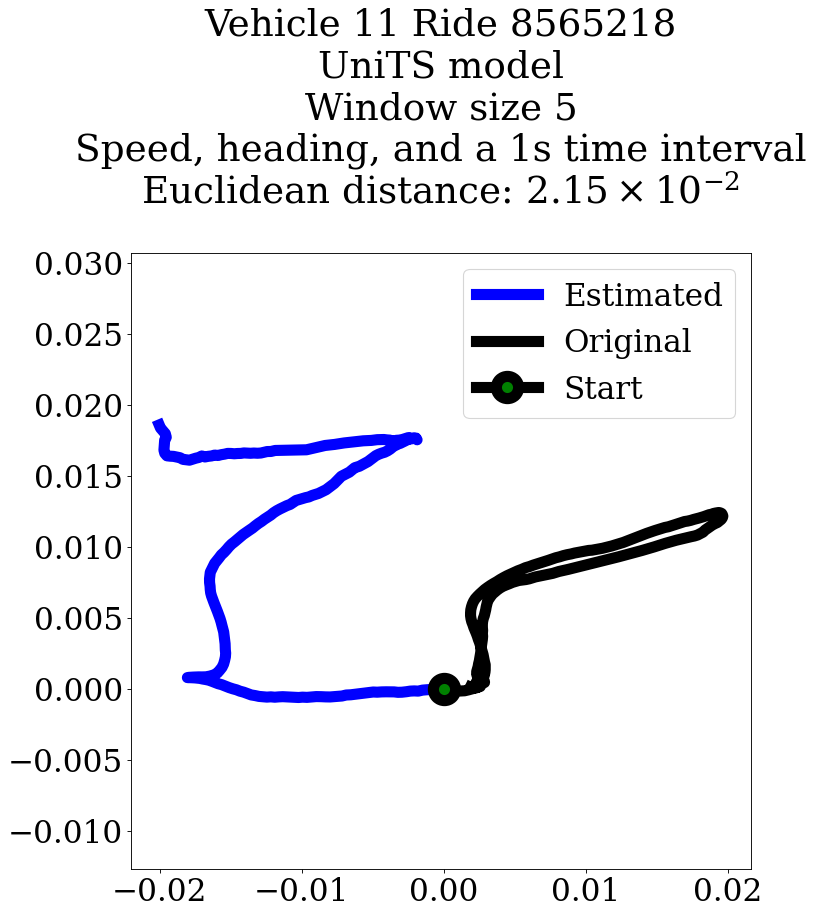 Vehicle 11 Ride 8565218
UniTS model
Window size 5
Speed, heading, and a 1s time interval
Euclidean distance: 2.15 × 10⁻²
0.030
0.025
0.020
0.015
0.010
0.005
0.000
−0.005
−0.010
Estimated
Original
Start
−0.02 −0.01 0.00 0.01 0.02